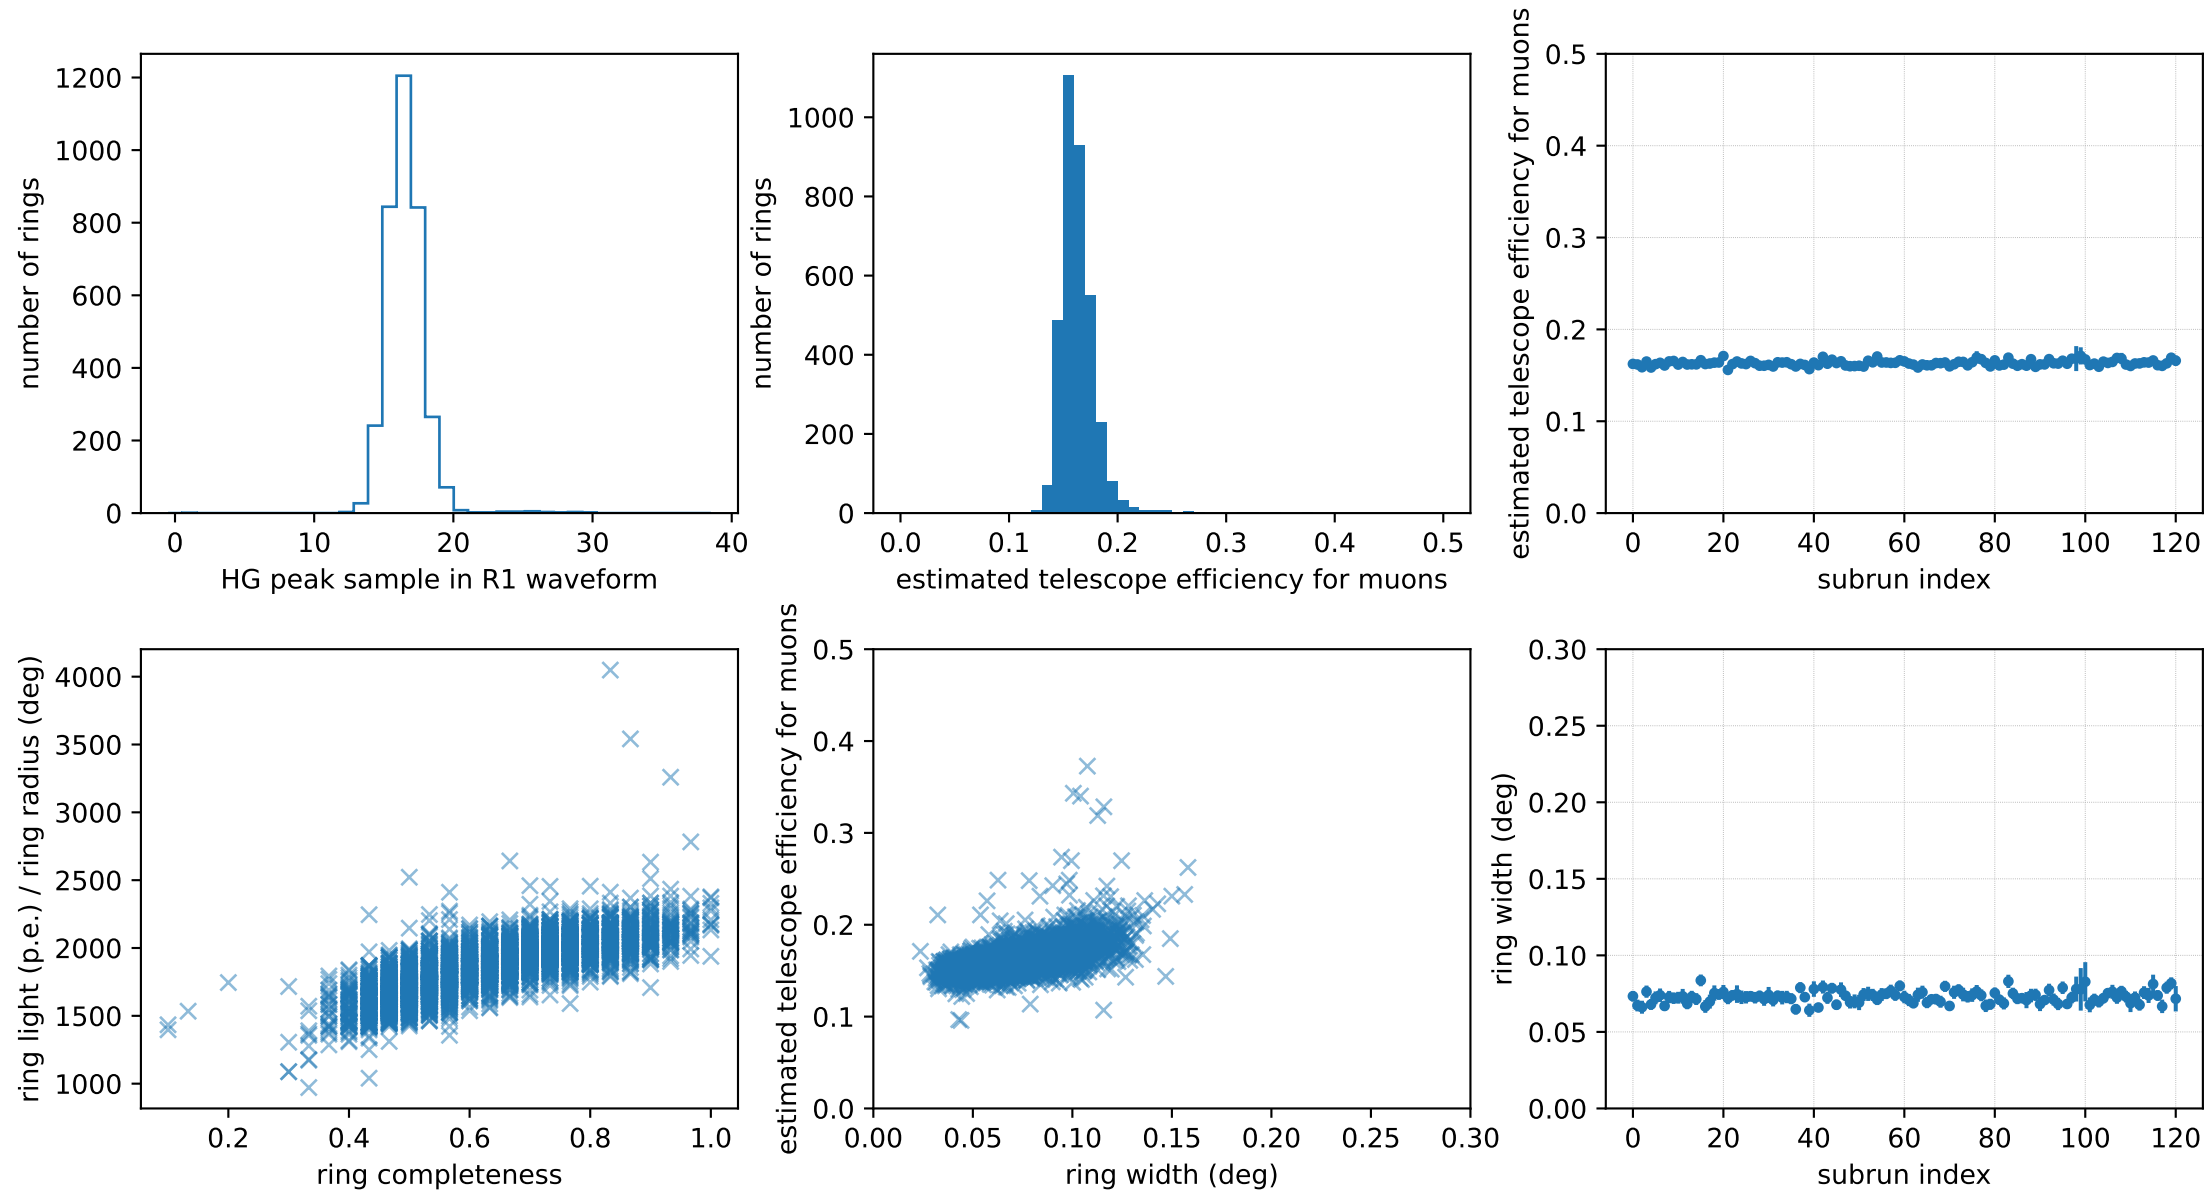 number of rings
1200
1000
800
600
400
200
0
0 10 20 30 40
HG peak sample in R1 waveform
number of rings
1000
800
600
400
200
0
0.0 0.1 0.2 0.3 0.4 0.5
estimated telescope efficiency for muons
estimated telescope efficiency for muons
0.5
0.4
0.3
0.2
0.1
0.0
0 20 40 60 80 100 120
subrun index
ring light (p.e.) / ring radius (deg)
4000
3500
3000
2500
2000
1500
1000
0.2 0.4 0.6 0.8 1.0
ring completeness
estimated telescope efficiency for muons
0.5
0.4
0.3
0.2
0.1
0.0
0.00 0.05 0.10 0.15 0.20 0.25 0.30
ring width (deg)
ring width (deg)
0.30
0.25
0.20
0.15
0.10
0.05
0.00
0 20 40 60 80 100 120
subrun index